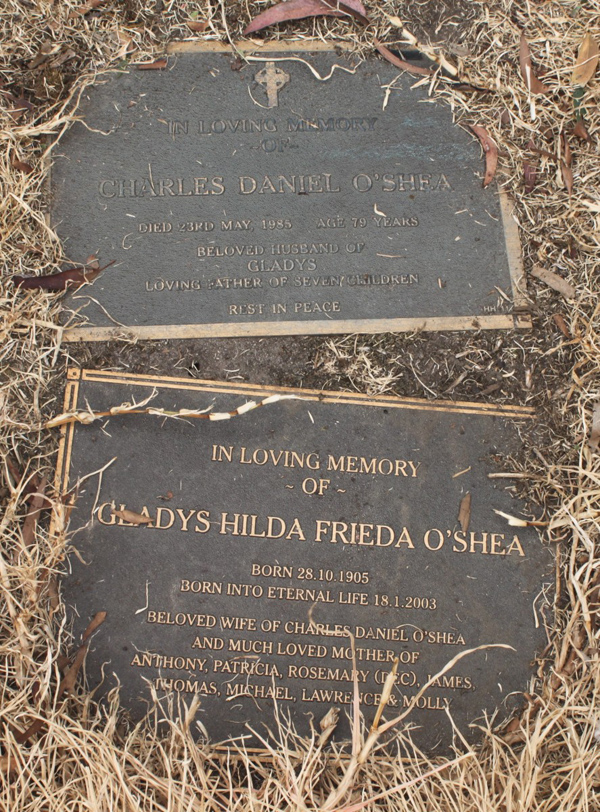 IN LOVING MEMORY
~OF~
CHARLES DANIEL O'SHEA
DIED 23RD MAY, 1985 AGE 79 YEARS
BELOVED HUSBAND OF
GLADYS
LOVING FATHER OF SEVEN CHILDREN
REST IN PEACE
IN LOVING MEMORY
~ OF ~
GLADYS HILDA FRIEDA O'SHEA
BORN 28.10.1905
BORN INTO ETERNAL LIFE 18.1.2003
BELOVED WIFE OF CHARLES DANIEL O'SHEA
AND MUCH LOVED MOTHER OF
ANTHONY, PATRICIA, ROSEMARY (DEC), JAMES,
THOMAS, MICHAEL, LAWRENCE & MOLLY